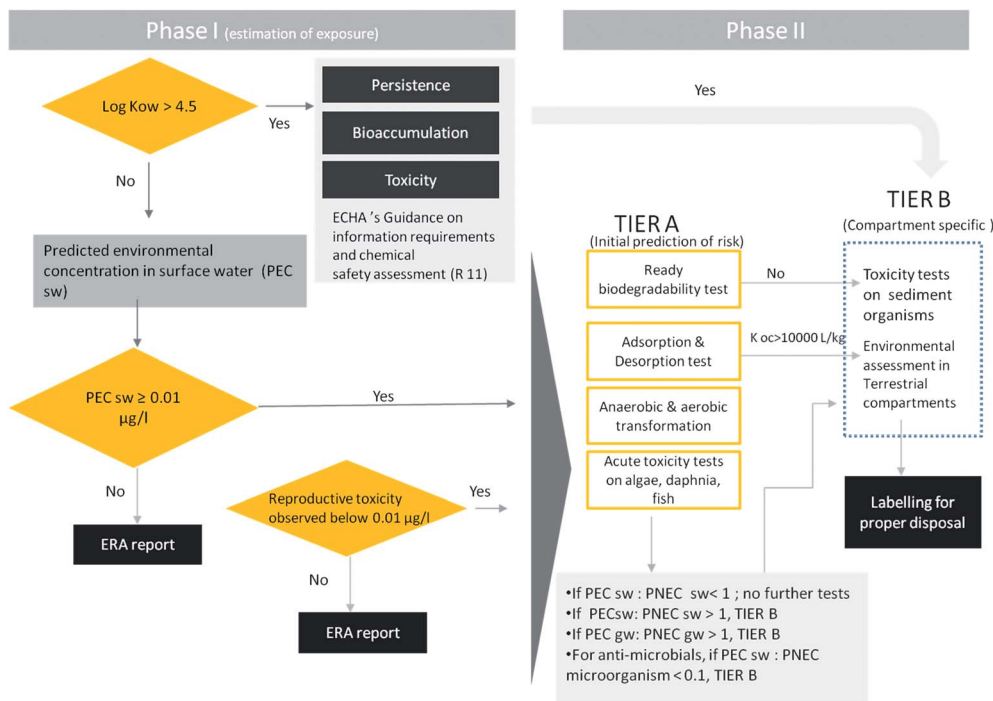 Phase I (estimation of exposure)
Log Kow > 4.5
Yes
No
Persistence
Bioaccumulation
Toxicity
ECHA 's Guidance on
information requirements
and chemical
safety assessment (R 11)
Predicted environmental
concentration in surface water (PEC
sw)
PEC sw ≥ 0.01
µg/l
Yes
No
ERA report
Reproductive toxicity
observed below 0.01 µg/l
Yes
No
ERA report
Phase II
Yes
TIER A
(Initial prediction of risk)
Ready
biodegradability test
No
Adsorption &
Desorption test
K oc>10000 L/kg
Anaerobic & aerobic
transformation
Acute toxicity tests
on algae, daphnia,
fish
•If PEC sw : PNEC sw< 1 ; no further tests
•If PECsw: PNEC sw > 1, TIER B
•If PEC gw: PNEC gw > 1, TIER B
•For anti-microbials, if PEC sw : PNEC
microorganism < 0.1, TIER B
TIER B
(Compartment specific )
Toxicity tests
on sediment
organisms
Environmental
assessment in
Terrestrial
compartments
Labelling for
proper disposal